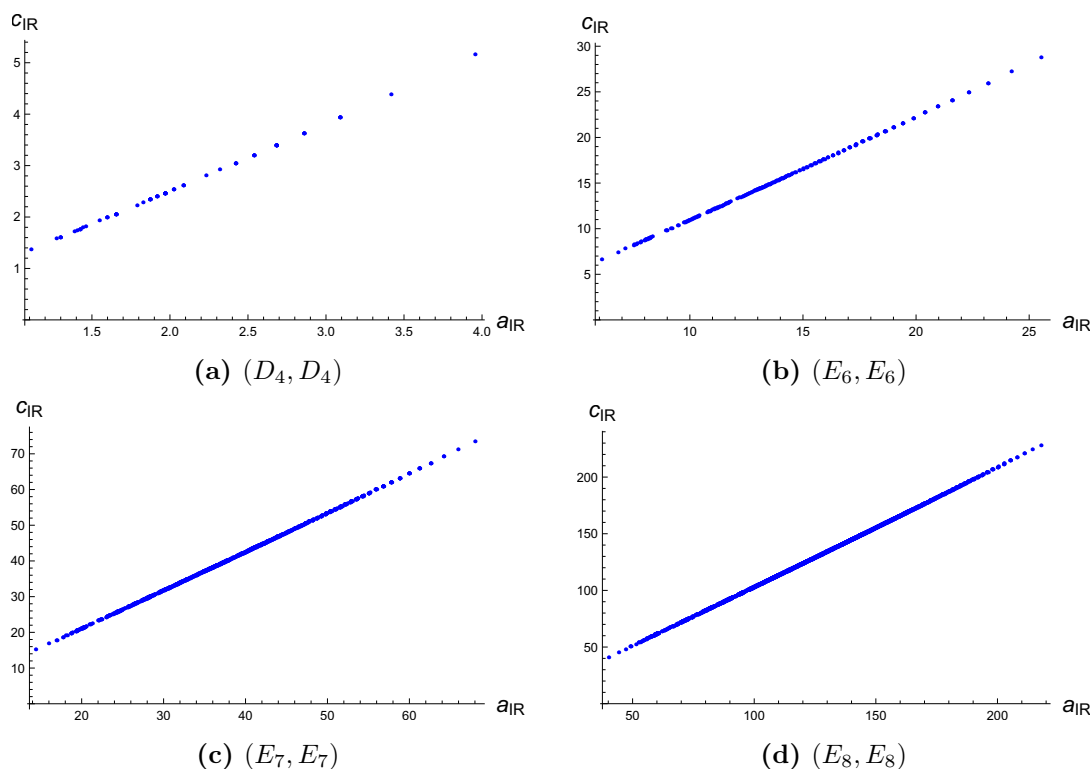 c_IR
5
4
3
2
1
1.5 2.0 2.5 3.0 3.5 4.0 a_IR
(a) (D_4, D_4)
c_IR
30
25
20
15
10
5
10 15 20 25 a_IR
(b) (E_6, E_6)
c_IR
70
60
50
40
30
20
10
20 30 40 50 60 a_IR
(c) (E_7, E_7)
c_IR
200
150
100
50
50 100 150 200 a_IR
(d) (E_8, E_8)